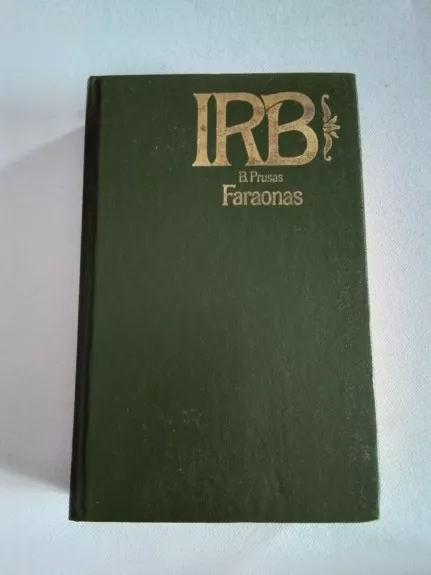 IRB
B. Prusas
Faraonas